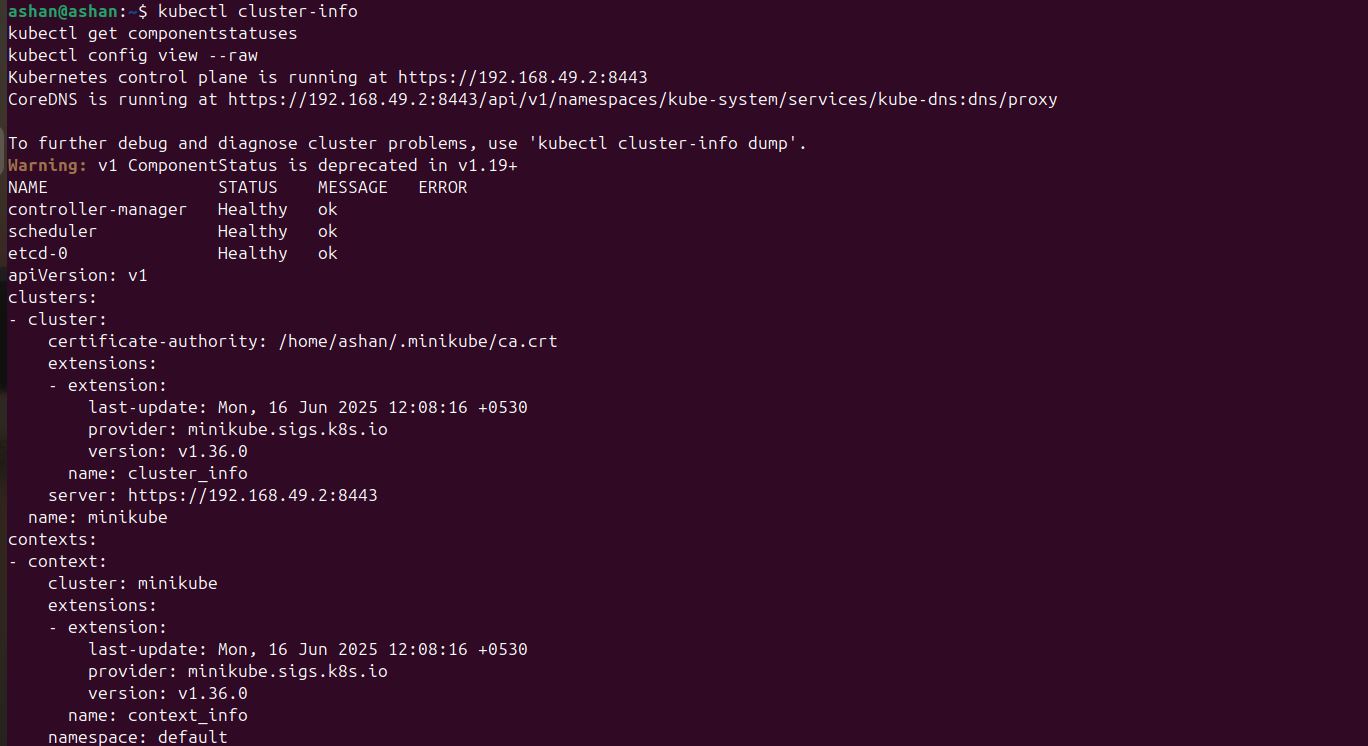 ashan@ashan:~$ kubectl cluster-info
kubectl get componentstatuses
kubectl config view --raw
Kubernetes control plane is running at https://192.168.49.2:8443
CoreDNS is running at https://192.168.49.2:8443/api/v1/namespaces/kube-system/services/kube-dns:dns/proxy

To further debug and diagnose cluster problems, use 'kubectl cluster-info dump'.
Warning: v1 ComponentStatus is deprecated in v1.19+
NAME                 STATUS    MESSAGE   ERROR
controller-manager   Healthy   ok
scheduler            Healthy   ok
etcd-0               Healthy   ok
apiVersion: v1
clusters:
- cluster:
    certificate-authority: /home/ashan/.minikube/ca.crt
    extensions:
    - extension:
        last-update: Mon, 16 Jun 2025 12:08:16 +0530
        provider: minikube.sigs.k8s.io
        version: v1.36.0
      name: cluster_info
    server: https://192.168.49.2:8443
  name: minikube
contexts:
- context:
    cluster: minikube
    extensions:
    - extension:
        last-update: Mon, 16 Jun 2025 12:08:16 +0530
        provider: minikube.sigs.k8s.io
        version: v1.36.0
      name: context_info
    namespace: default